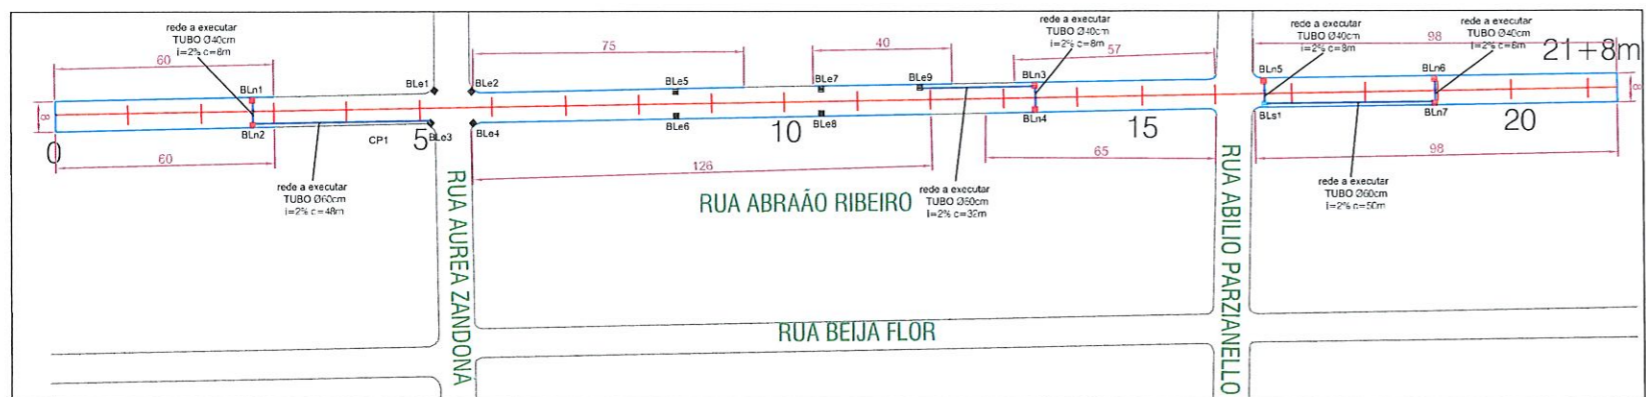 rede a executar
TUBO Ø40cm
i=2% c=8m
75
rede a executar
TUBO Ø40cm
i=2% c=8m
40
57
rede a executar
TUBO Ø40cm
i=2% c=8m
98
rede a executar
TUBO Ø40cm
i=2% c=8m
21+8m
60
BLn1
BLe1
BLe2
BLe5
BLe7
BLe9
BLn3
BLn5
BLn6
8
8
BLn2
CP1
5
BLe3
BLe4
BLe6
10
BLe8
BLn4
15
BLs1
BLn7
20
0
60
126
65
98
rede a executar
TUBO Ø60cm
i=2% c=48m
RUA ABRAÃO RIBEIRO
rede a executar
TUBO Ø60cm
i=2% c=32m
rede a executar
TUBO Ø60cm
i=2% c=50m
RUA AUREA ZANDONA
RUA BEIJA FLOR
RUA ABILIO PARZIANELLO